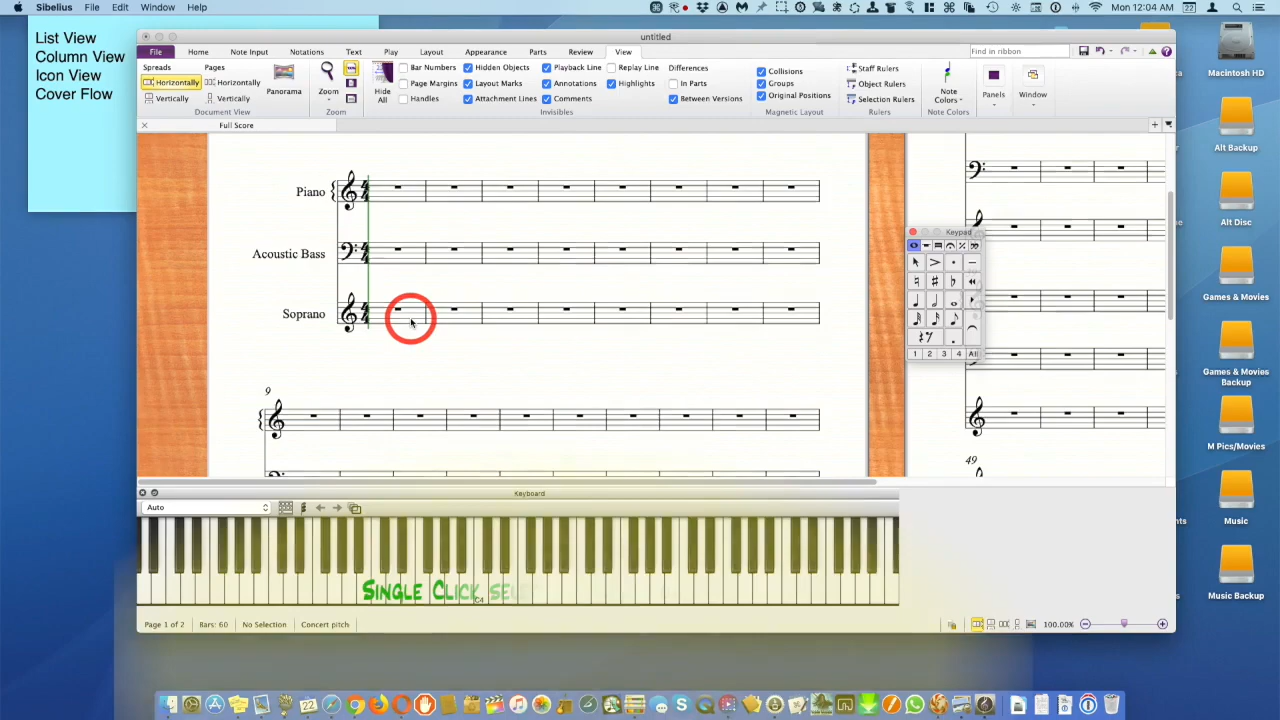 Sibelius File Edit Window Help
Mon 12:04 AM 22
List View
Column View
Icon View
Cover Flow
untitled
File Home Note Input Notations Text Play Layout Appearance Parts Review View Find in ribbon
Spreads Pages Bar Numbers Hidden Objects Playback Line Replay Line Differences Collisions Staff Rulers
Horizontally Horizontally Page Margins Layout Marks Annotations Highlights In Parts Groups Object Rulers
Vertically Vertically Panorama Zoom Hide All Handles Attachment Lines Comments Between Versions Original Positions Selection Rulers Note Colors Panels Window
Document View Zoom Invisibles Magnetic Layout Rulers Note Colors
Full Score
Piano
Acoustic Bass
Soprano
9
49
Keypad
1 2 3 4 All
Keyboard
Auto
Single Click sele
C4
Page 1 of 2 Bars: 60 No Selection Concert pitch 100.00%
Macintosh HD
Alt Backup
Alt Disc
Games & Movies
Games & Movies
Backup
M Pics/Movies
Music
Music Backup